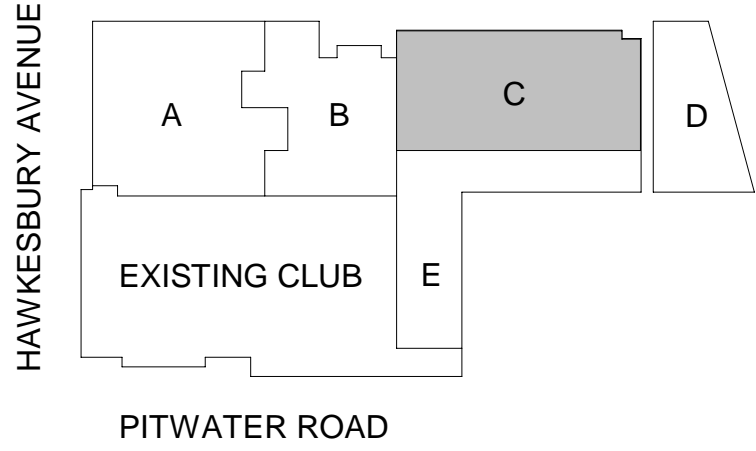 HAWKESBURY AVENUE
A
B
C
D
EXISTING CLUB
E
PITWATER ROAD